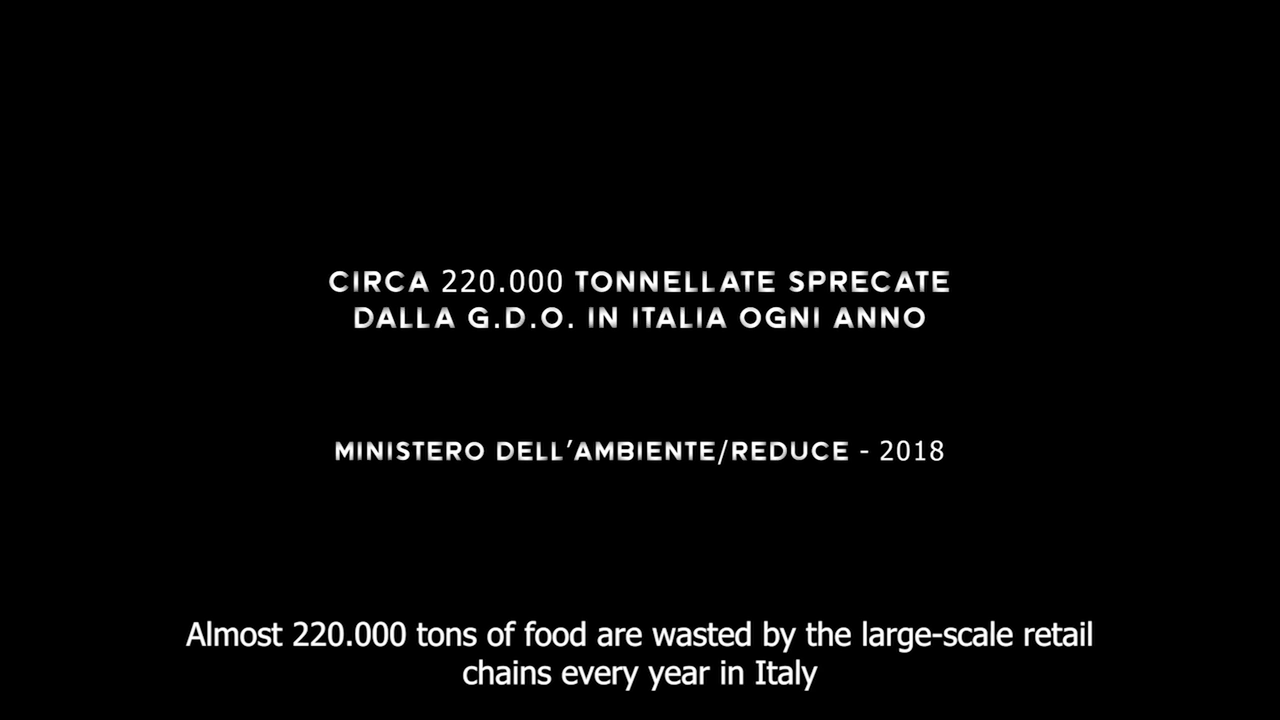 CIRCA 220.000 TONNELLATE SPRECATE
DALLA G.D.O. IN ITALIA OGNI ANNO
MINISTERO DELL'AMBIENTE/REDUCE - 2018
Almost 220.000 tons of food are wasted by the large-scale retail
chains every year in Italy